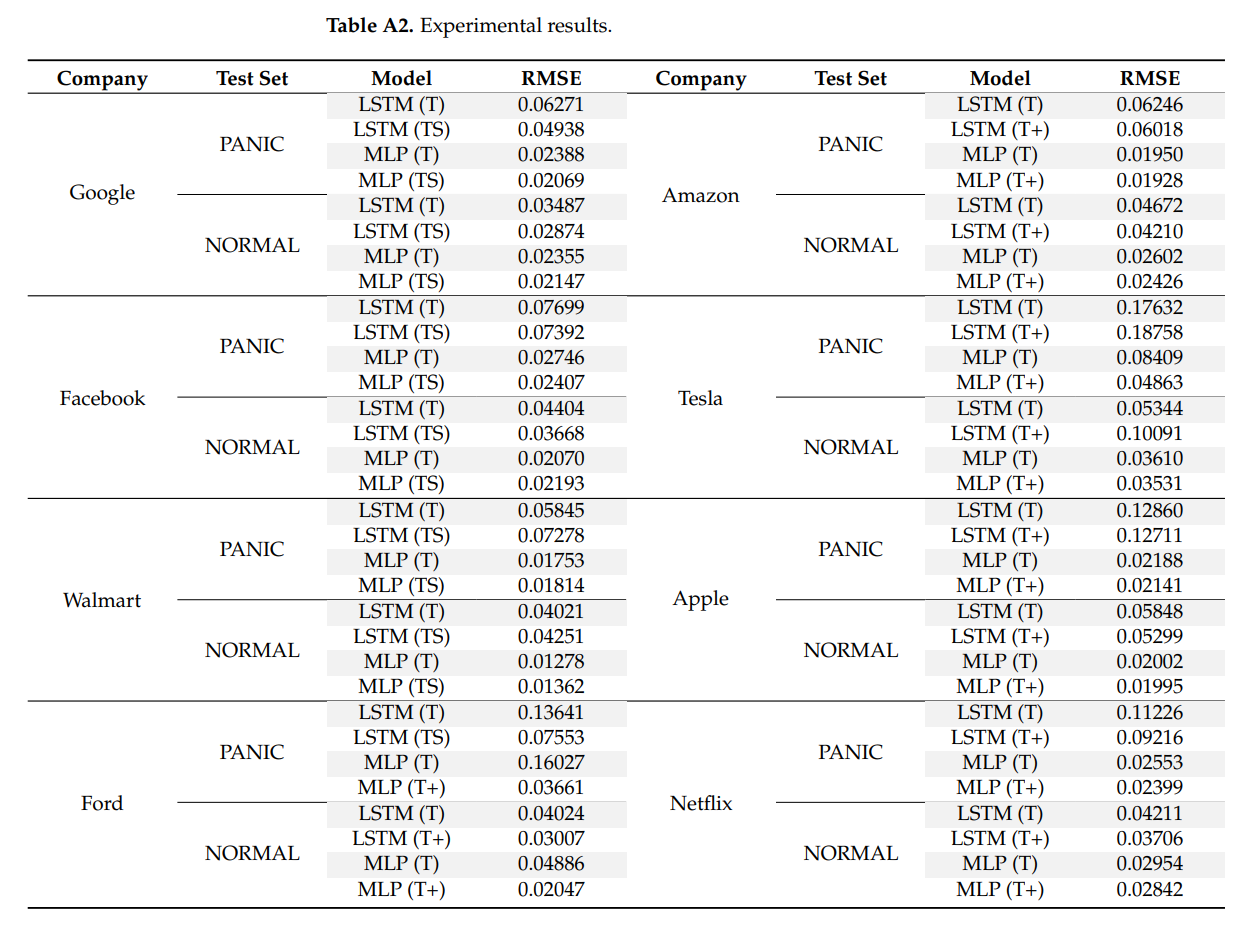 Table A2. Experimental results.
Company Test Set Model RMSE Company Test Set Model RMSE
LSTM (T) 0.06271 LSTM (T) 0.06246
LSTM (TS) 0.04938 LSTM (T+) 0.06018
PANIC PANIC
MLP (T) 0.02388 MLP (T) 0.01950
MLP (TS) 0.02069 MLP (T+) 0.01928
Google Amazon
LSTM (T) 0.03487 LSTM (T) 0.04672
LSTM (TS) 0.02874 LSTM (T+) 0.04210
NORMAL NORMAL
MLP (T) 0.02355 MLP (T) 0.02602
MLP (TS) 0.02147 MLP (T+) 0.02426
LSTM (T) 0.07699 LSTM (T) 0.17632
LSTM (TS) 0.07392 LSTM (T+) 0.18758
PANIC PANIC
MLP (T) 0.02746 MLP (T) 0.08409
MLP (TS) 0.02407 MLP (T+) 0.04863
Facebook Tesla
LSTM (T) 0.04404 LSTM (T) 0.05344
LSTM (TS) 0.03668 LSTM (T+) 0.10091
NORMAL NORMAL
MLP (T) 0.02070 MLP (T) 0.03610
MLP (TS) 0.02193 MLP (T+) 0.03531
LSTM (T) 0.05845 LSTM (T) 0.12860
LSTM (TS) 0.07278 LSTM (T+) 0.12711
PANIC PANIC
MLP (T) 0.01753 MLP (T) 0.02188
MLP (TS) 0.01814 MLP (T+) 0.02141
Walmart Apple
LSTM (T) 0.04021 LSTM (T) 0.05848
LSTM (TS) 0.04251 LSTM (T+) 0.05299
NORMAL NORMAL
MLP (T) 0.01278 MLP (T) 0.02002
MLP (TS) 0.01362 MLP (T+) 0.01995
LSTM (T) 0.13641 LSTM (T) 0.11226
LSTM (TS) 0.07553 LSTM (T+) 0.09216
PANIC PANIC
MLP (T) 0.16027 MLP (T) 0.02553
MLP (T+) 0.03661 MLP (T+) 0.02399
Ford Netflix
LSTM (T) 0.04024 LSTM (T) 0.04211
LSTM (T+) 0.03007 LSTM (T+) 0.03706
NORMAL NORMAL
MLP (T) 0.04886 MLP (T) 0.02954
MLP (T+) 0.02047 MLP (T+) 0.02842